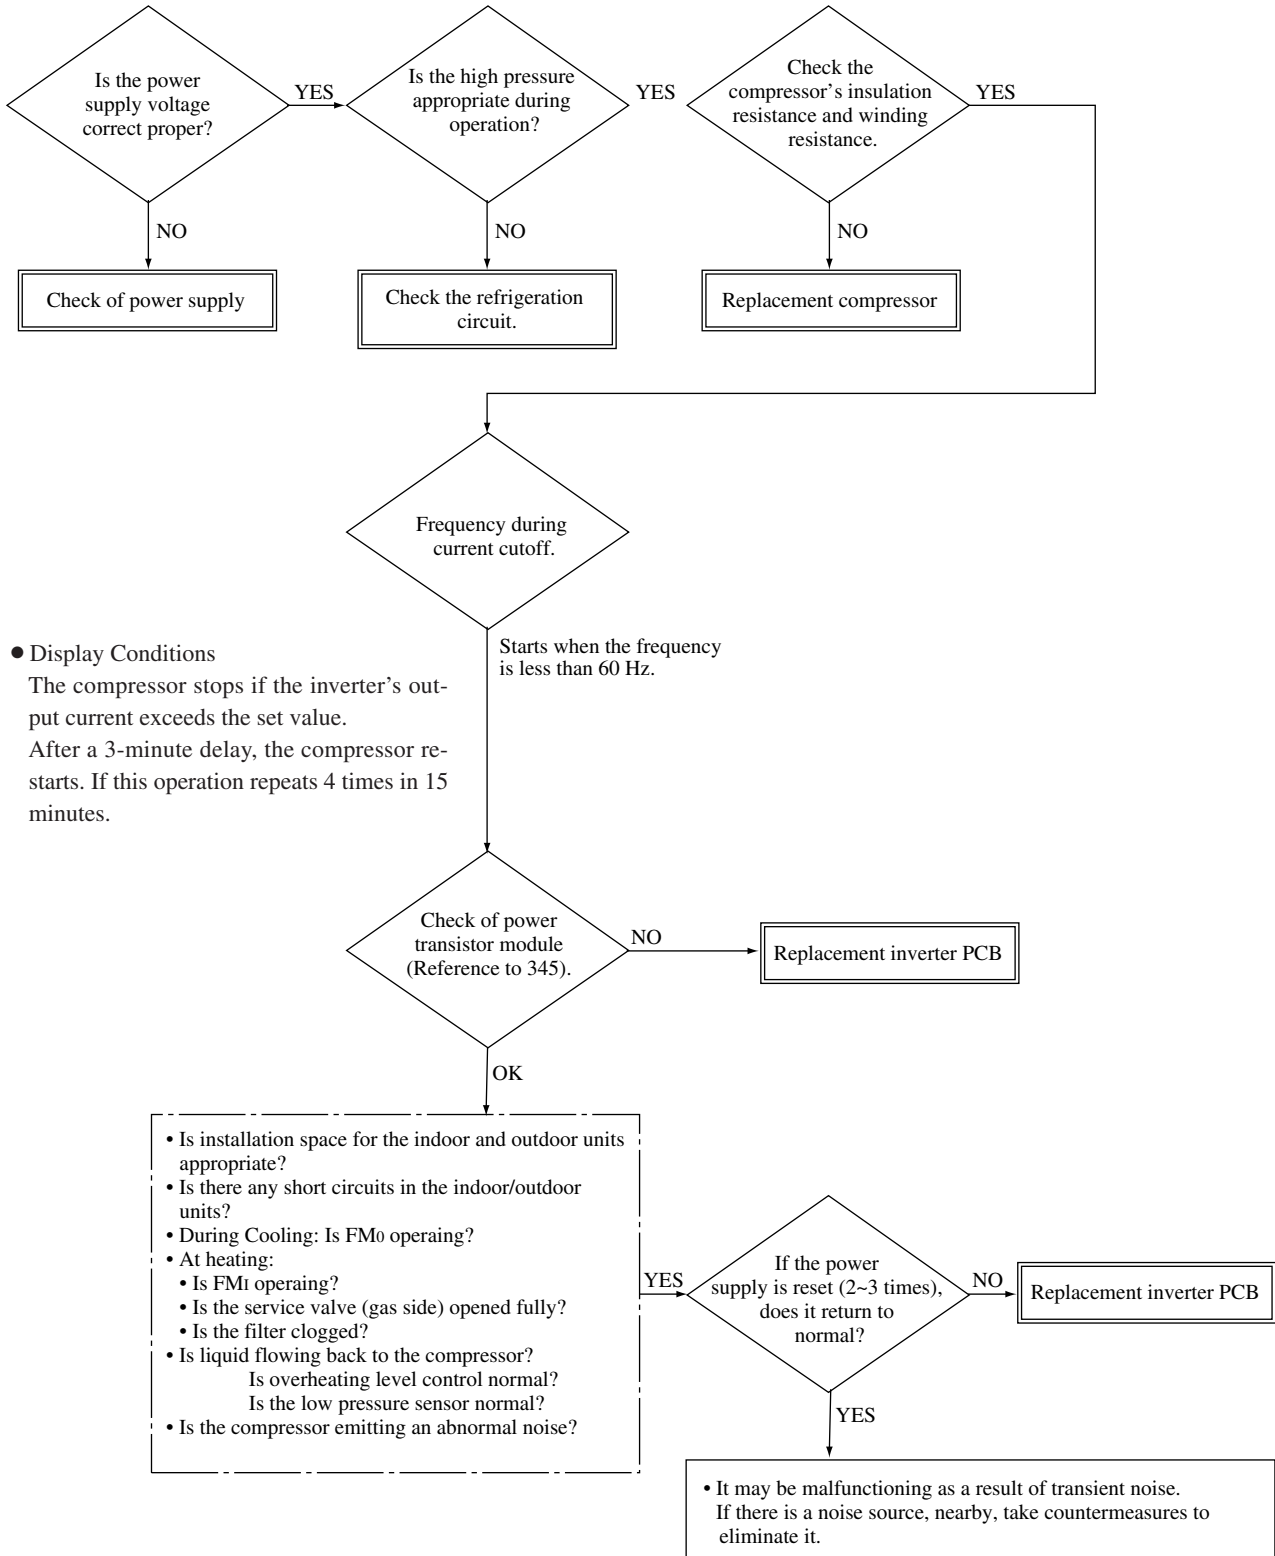 Is the power
supply voltage
correct proper?
YES
NO
Check of power supply
Is the high pressure
appropriate during
operation?
YES
NO
Check the refrigeration
circuit.
Check the
compressor’s insulation
resistance and winding
resistance.
YES
NO
Replacement compressor
Frequency during
current cutoff.
Starts when the frequency
is less than 60 Hz.
● Display Conditions
The compressor stops if the inverter’s out-
put current exceeds the set value.
After a 3-minute delay, the compressor re-
starts. If this operation repeats 4 times in 15
minutes.
Check of power
transistor module
(Reference to 345).
NO
Replacement inverter PCB
OK
• Is installation space for the indoor and outdoor units
appropriate?
• Is there any short circuits in the indoor/outdoor
units?
• During Cooling: Is FM0 operaing?
• At heating:
• Is FMI operaing?
• Is the service valve (gas side) opened fully?
• Is the filter clogged?
• Is liquid flowing back to the compressor?
Is overheating level control normal?
Is the low pressure sensor normal?
• Is the compressor emitting an abnormal noise?
YES
If the power
supply is reset (2~3 times),
does it return to
normal?
NO
Replacement inverter PCB
YES
• It may be malfunctioning as a result of transient noise.
If there is a noise source, nearby, take countermeasures to
eliminate it.